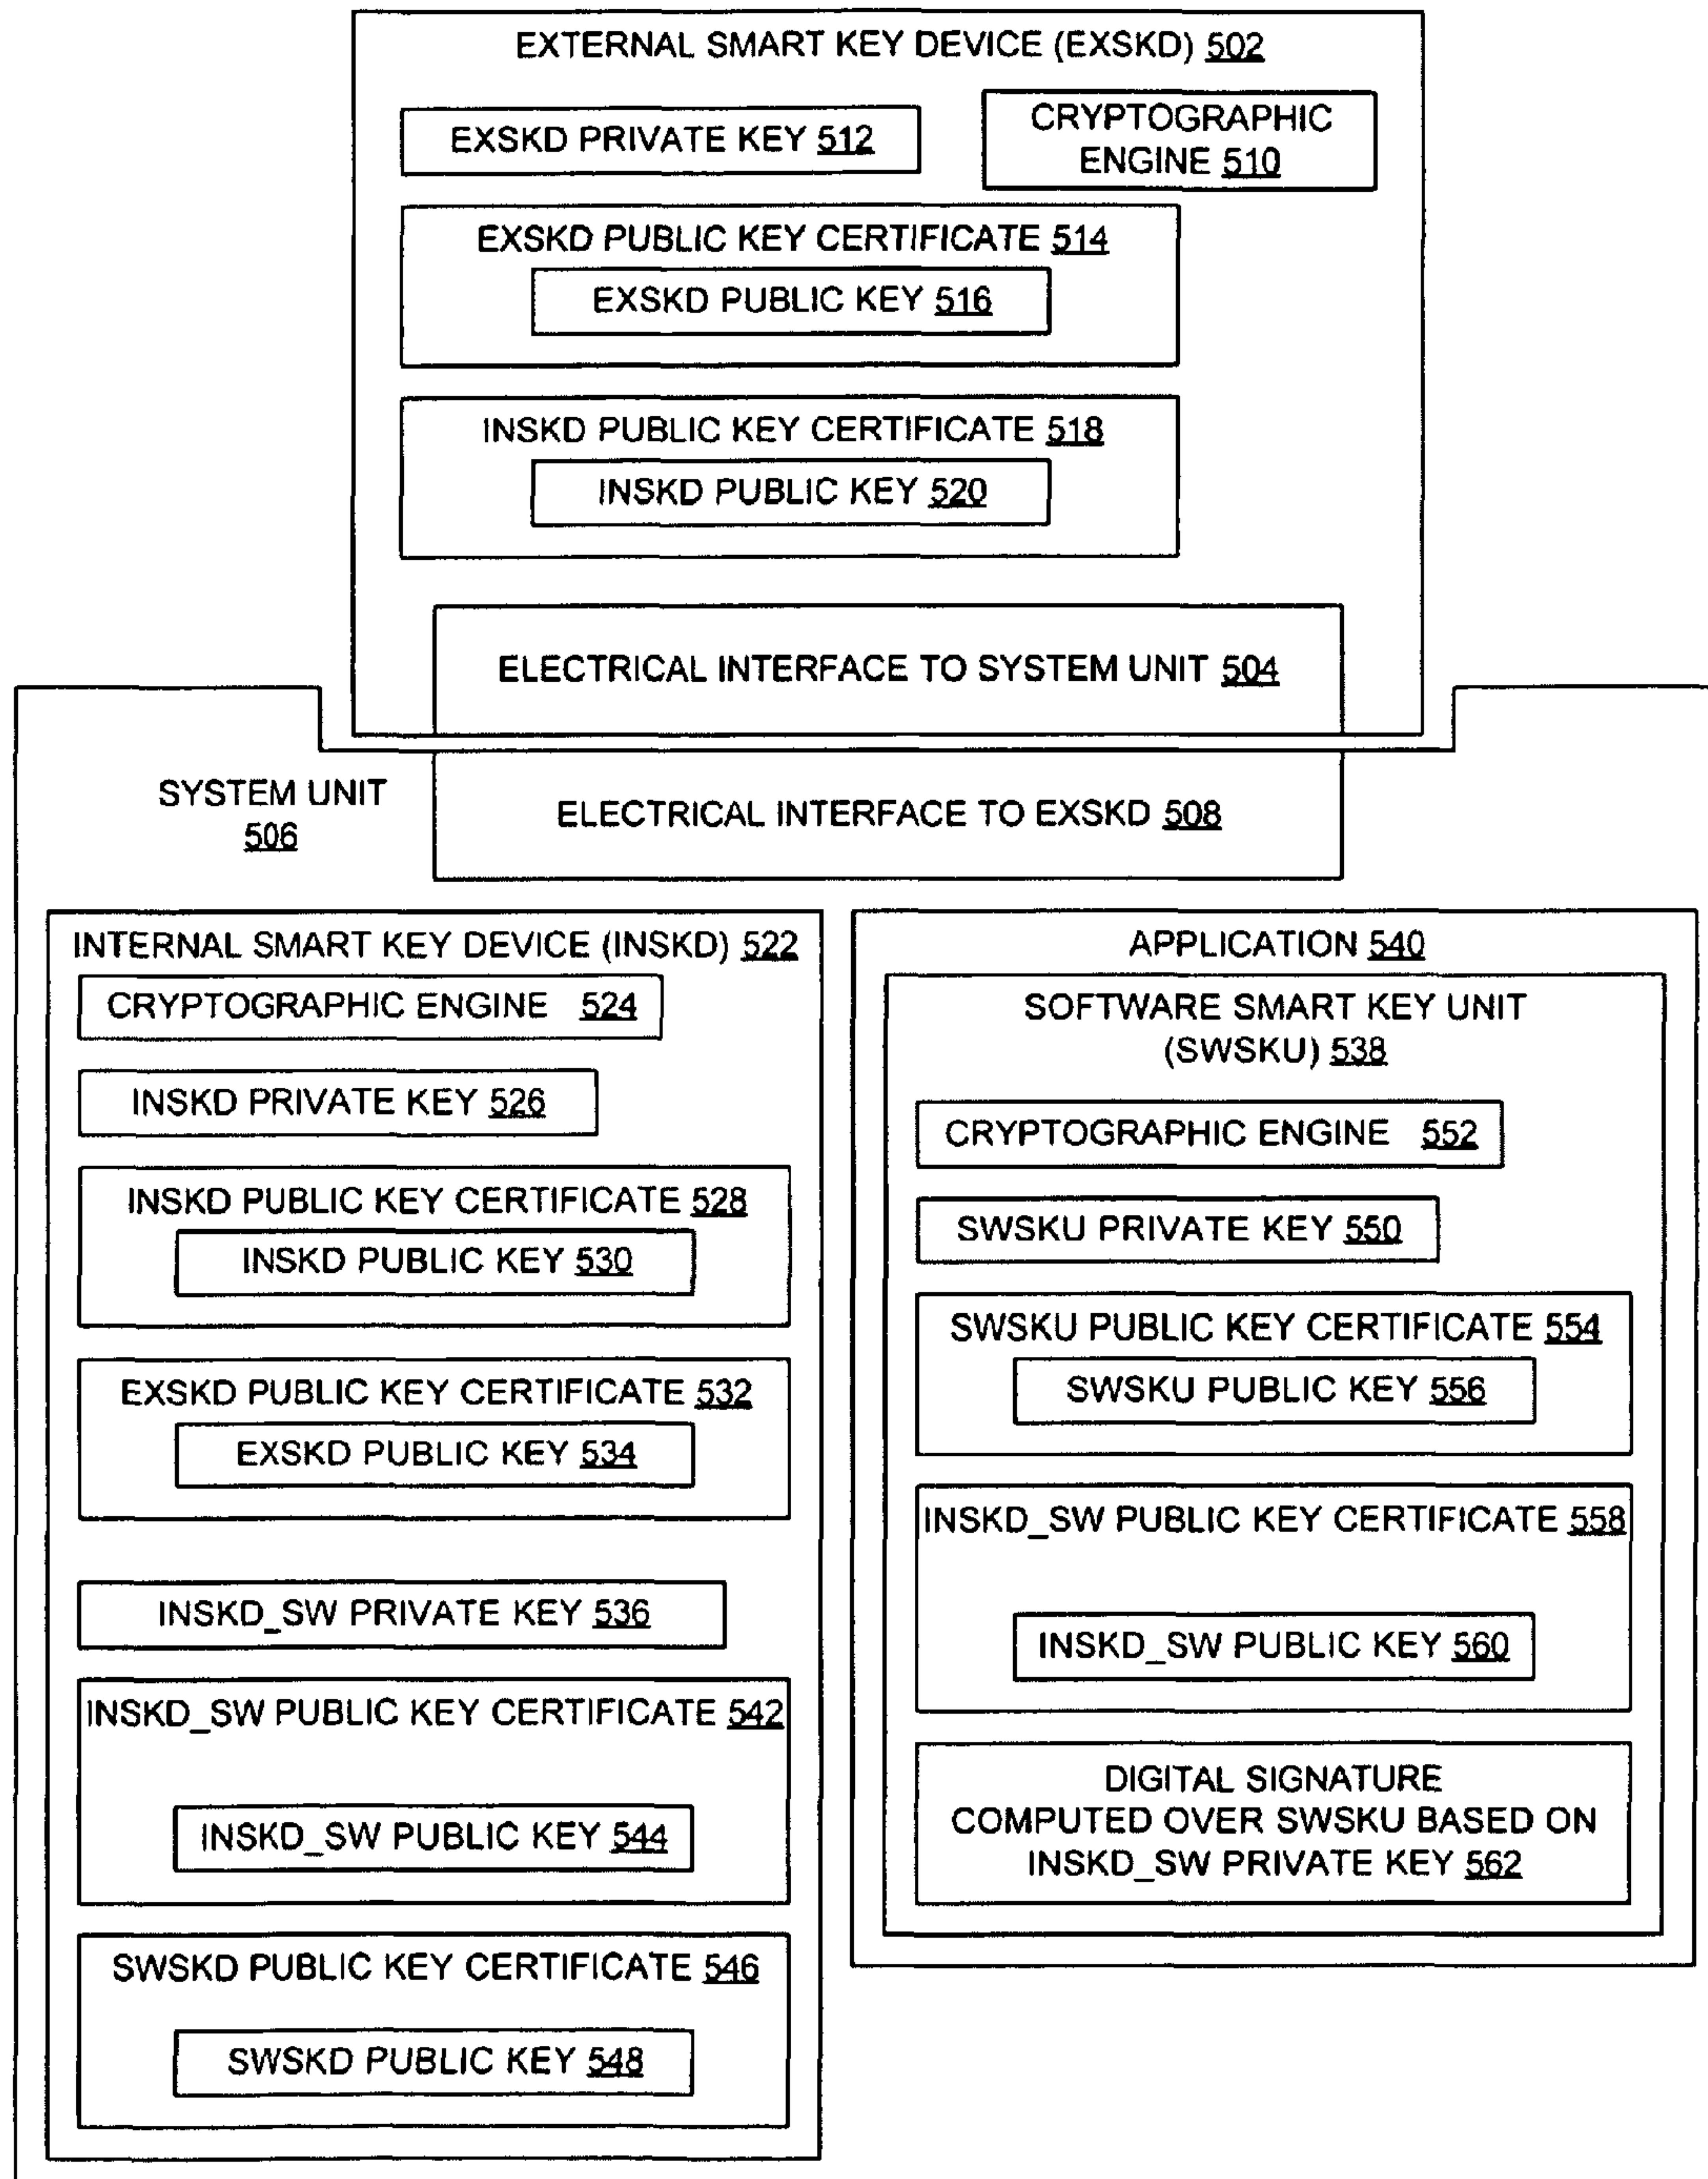 EXTERNAL SMART KEY DEVICE (EXSKD) 502
EXSKD PRIVATE KEY 512
CRYPTOGRAPHIC
ENGINE 510
EXSKD PUBLIC KEY CERTIFICATE 514
EXSKD PUBLIC KEY 516
INSKD PUBLIC KEY CERTIFICATE 518
INSKD PUBLIC KEY 520
ELECTRICAL INTERFACE TO SYSTEM UNIT 504
SYSTEM UNIT
506
ELECTRICAL INTERFACE TO EXSKD 508
INTERNAL SMART KEY DEVICE (INSKD) 522
CRYPTOGRAPHIC ENGINE 524
INSKD PRIVATE KEY 526
INSKD PUBLIC KEY CERTIFICATE 528
INSKD PUBLIC KEY 530
EXSKD PUBLIC KEY CERTIFICATE 532
EXSKD PUBLIC KEY 534
INSKD_SW PRIVATE KEY 536
INSKD_SW PUBLIC KEY CERTIFICATE 542
INSKD_SW PUBLIC KEY 544
SWSKD PUBLIC KEY CERTIFICATE 546
SWSKD PUBLIC KEY 548
APPLICATION 540
SOFTWARE SMART KEY UNIT
(SWSKU) 538
CRYPTOGRAPHIC ENGINE 552
SWSKU PRIVATE KEY 550
SWSKU PUBLIC KEY CERTIFICATE 554
SWSKU PUBLIC KEY 556
INSKD_SW PUBLIC KEY CERTIFICATE 558
INSKD_SW PUBLIC KEY 560
DIGITAL SIGNATURE
COMPUTED OVER SWSKU BASED ON
INSKD_SW PRIVATE KEY 562